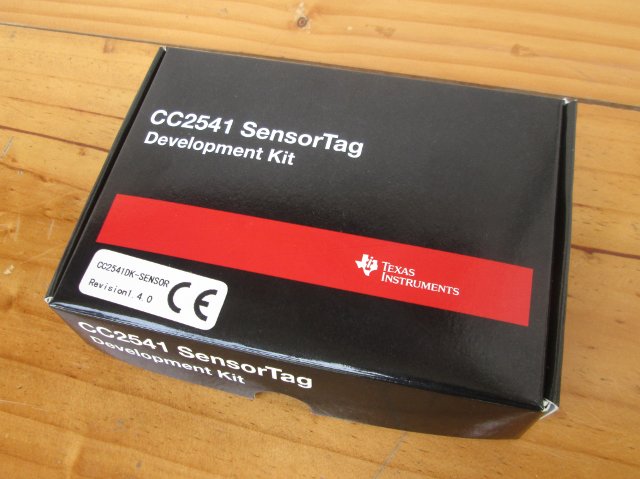 CC2541 SensorTag
Development Kit
TEXAS
INSTRUMENTS
CC2541DK-SENSOR
Revision1.4.0
CE
CC2541 SensorTag
Development Kit